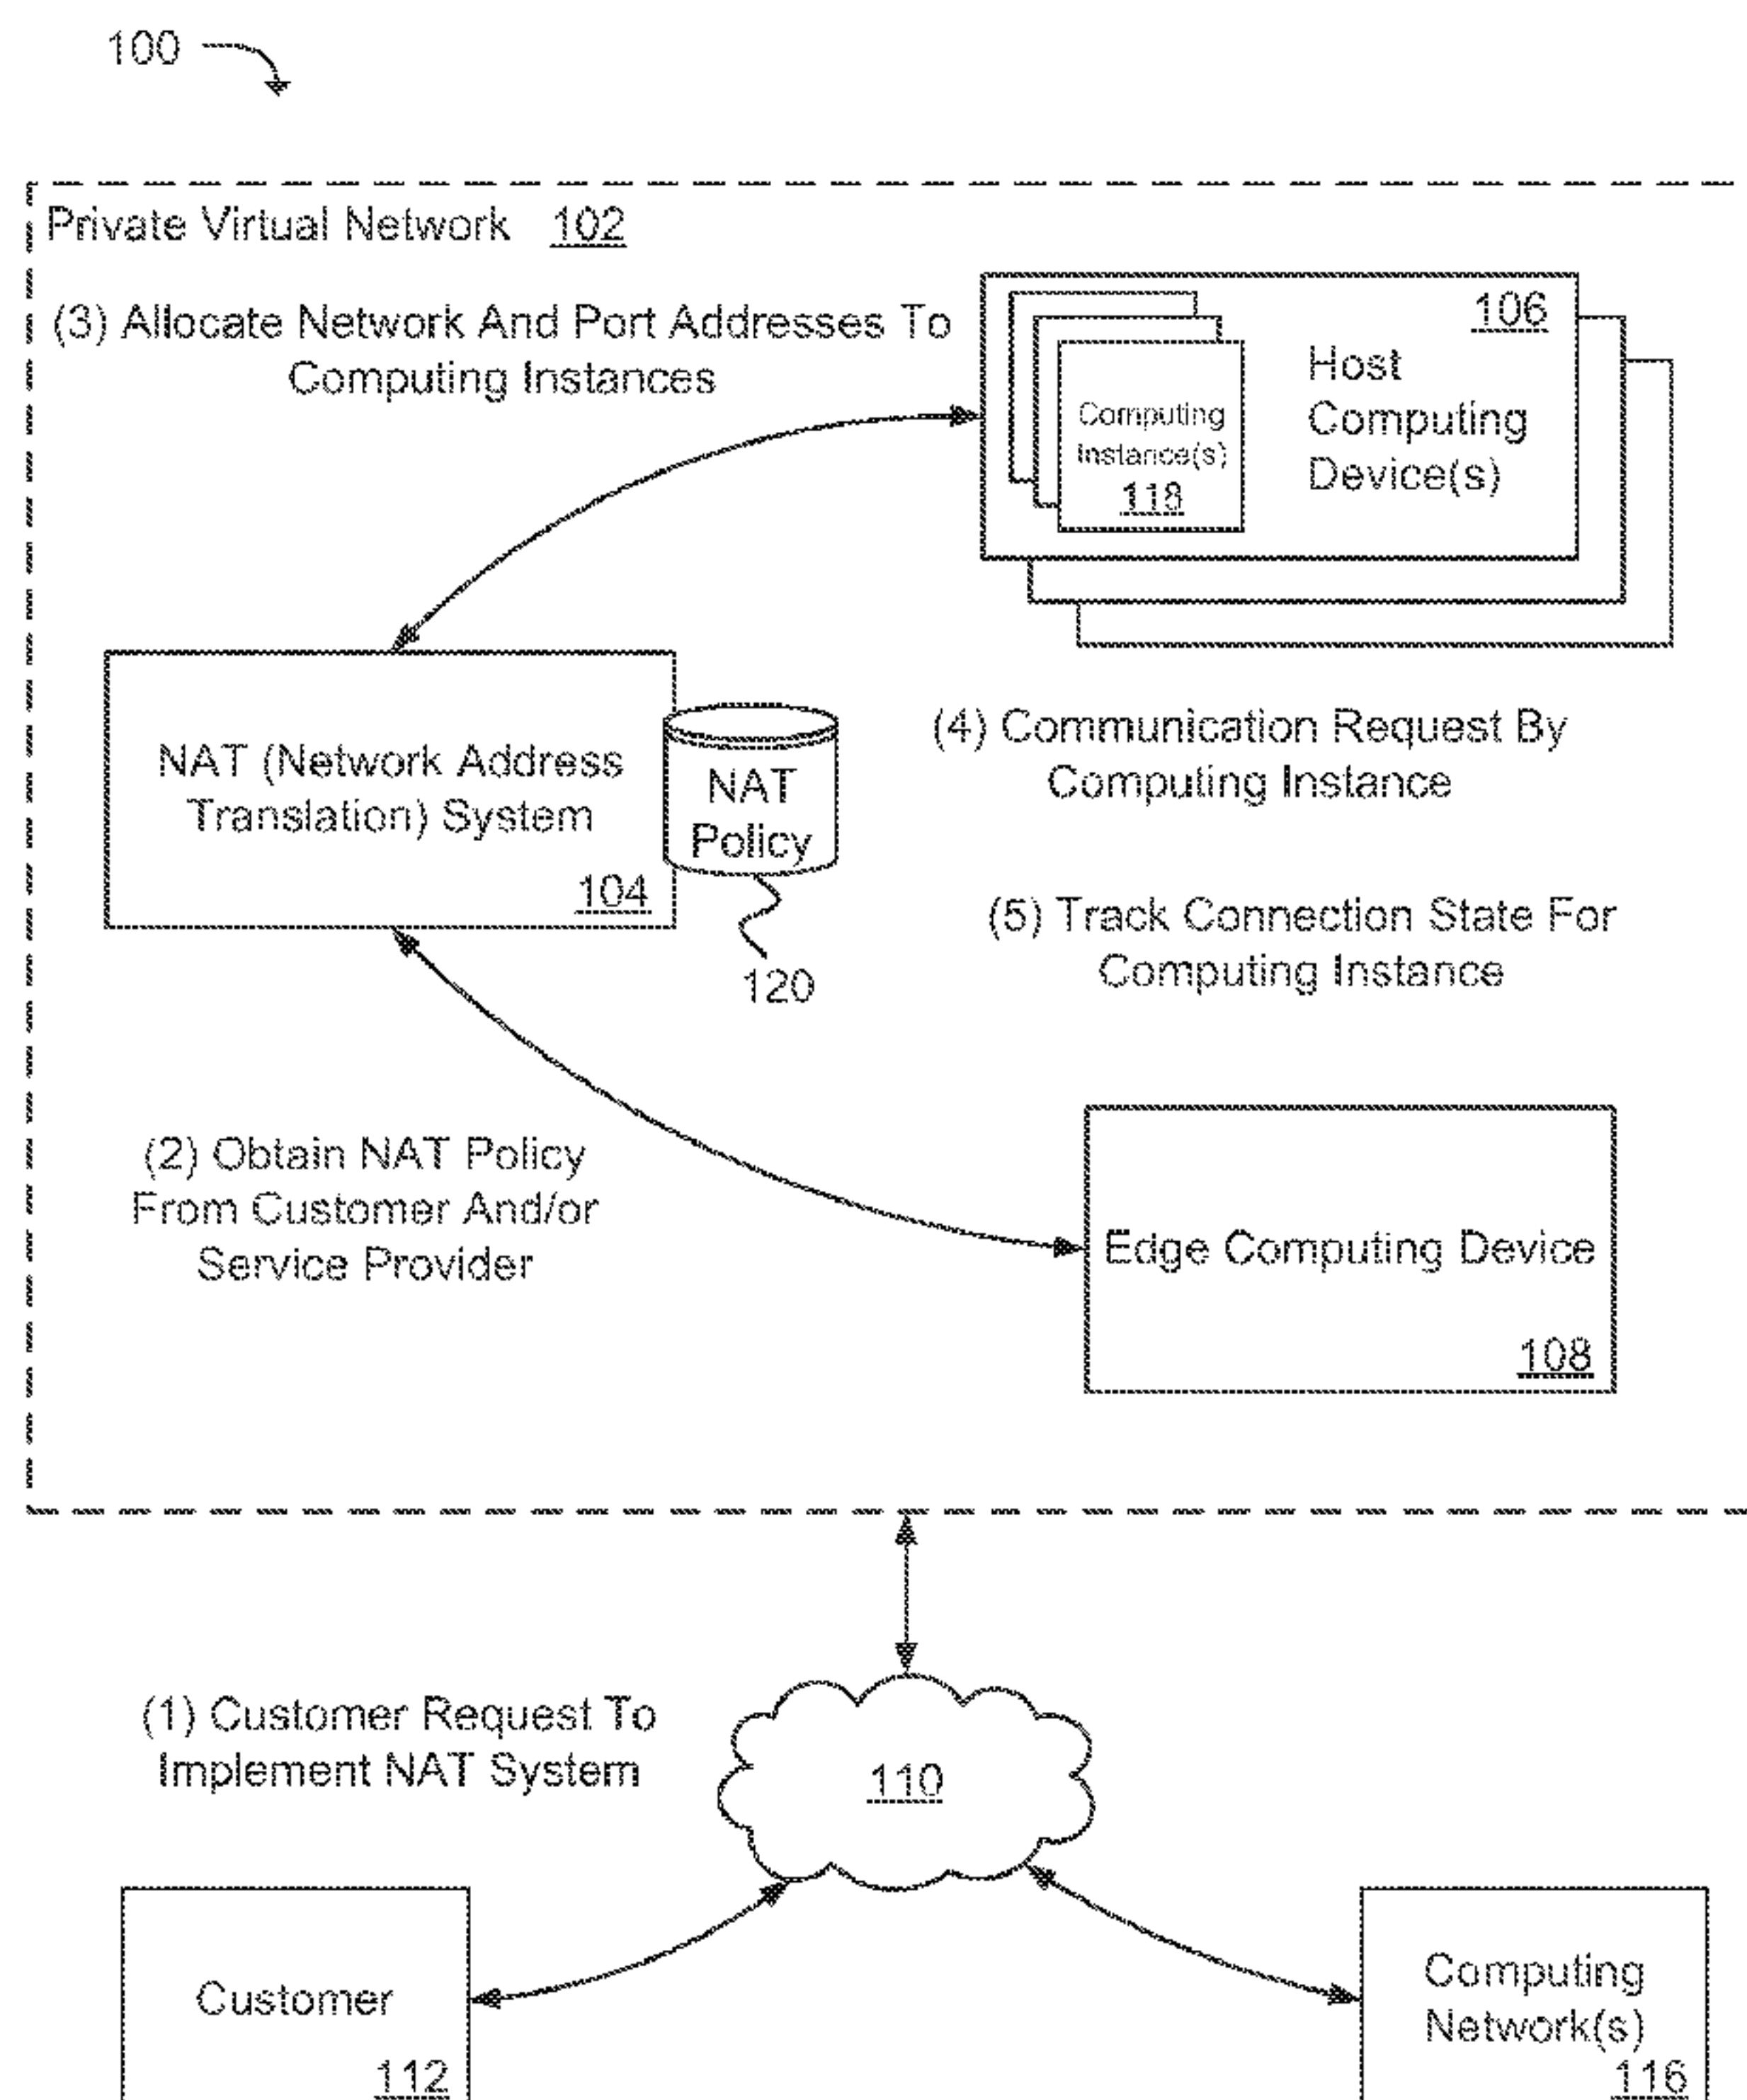 100
Private Virtual Network 102
(3) Allocate Network And Port Addresses To
Computing Instances
106
Host
Computing
Device(s)
Computing
Instance(s)
118
NAT (Network Address
Translation) System
104
NAT
Policy
120
(4) Communication Request By
Computing Instance
(5) Track Connection State For
Computing Instance
(2) Obtain NAT Policy
From Customer And/or
Service Provider
Edge Computing Device
108
(1) Customer Request To
Implement NAT System
110
Customer
112
Computing
Network(s)
116